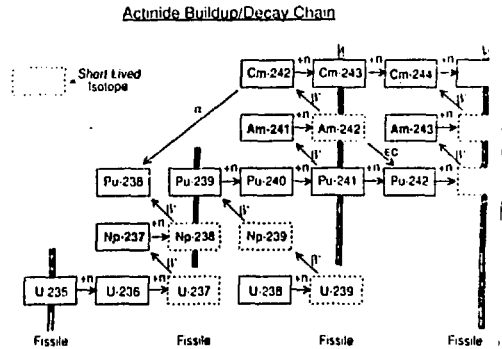 Actinide Buildup/Decay Chain
+n +n +n
Cm-242 Cm-243 Cm-244
= Short Lived
Isotope
α β- β-
+n +n
Am-241 Am-242 Am-243
β- EC
+n +n +n +n
Pu-238 Pu-239 Pu-240 Pu-241 Pu-242
β- β-
+n
Np-237 Np-238 Np-239
β- β-
+n +n +n
U-235 U-236 U-237 U-238 U-239
Fissile Fissile Fissile Fissile